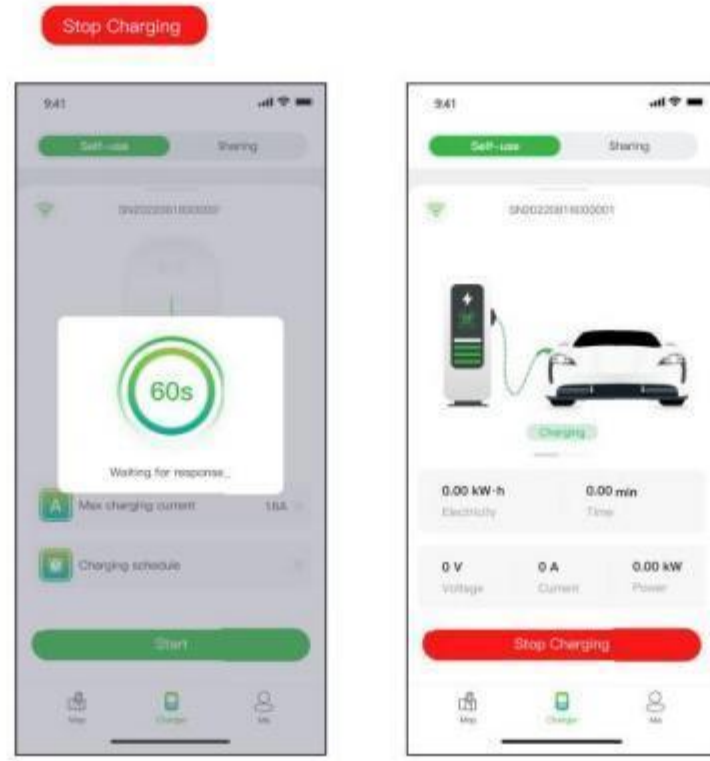 Stop Charging
9:41
Self-use Sharing
60s
Waiting for response...
Max charging current 16A
Charging schedule
Start
Map Charger Me
9:41
Self-use Sharing
SN20220818000001
Charging
0.00 kW·h 0.00 min
Electricity Time
0 V 0 A 0.00 kW
Voltage Current Power
Stop Charging
Map Charger Me